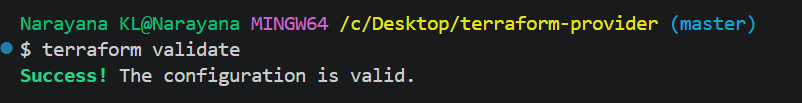 Narayana KL@Narayana MINGW64 /c/Desktop/terraform-provider (master)
$ terraform validate
Success! The configuration is valid.